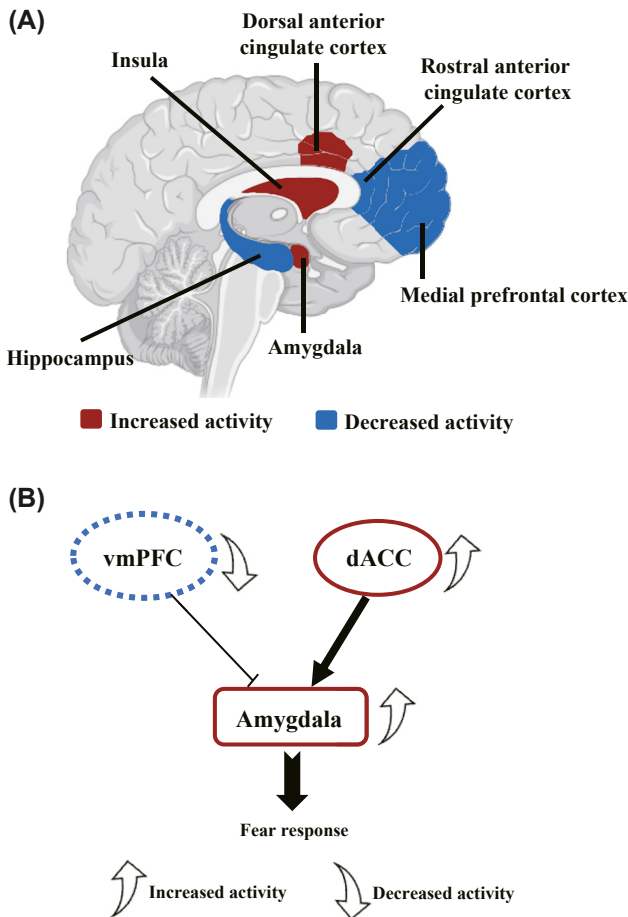 (A)
Dorsal anterior
cingulate cortex
Insula
Rostral anterior
cingulate cortex
Medial prefrontal cortex
Amygdala
Hippocampus
Increased activity
Decreased activity
(B)
vmPFC
dACC
Amygdala
Fear response
Increased activity
Decreased activity